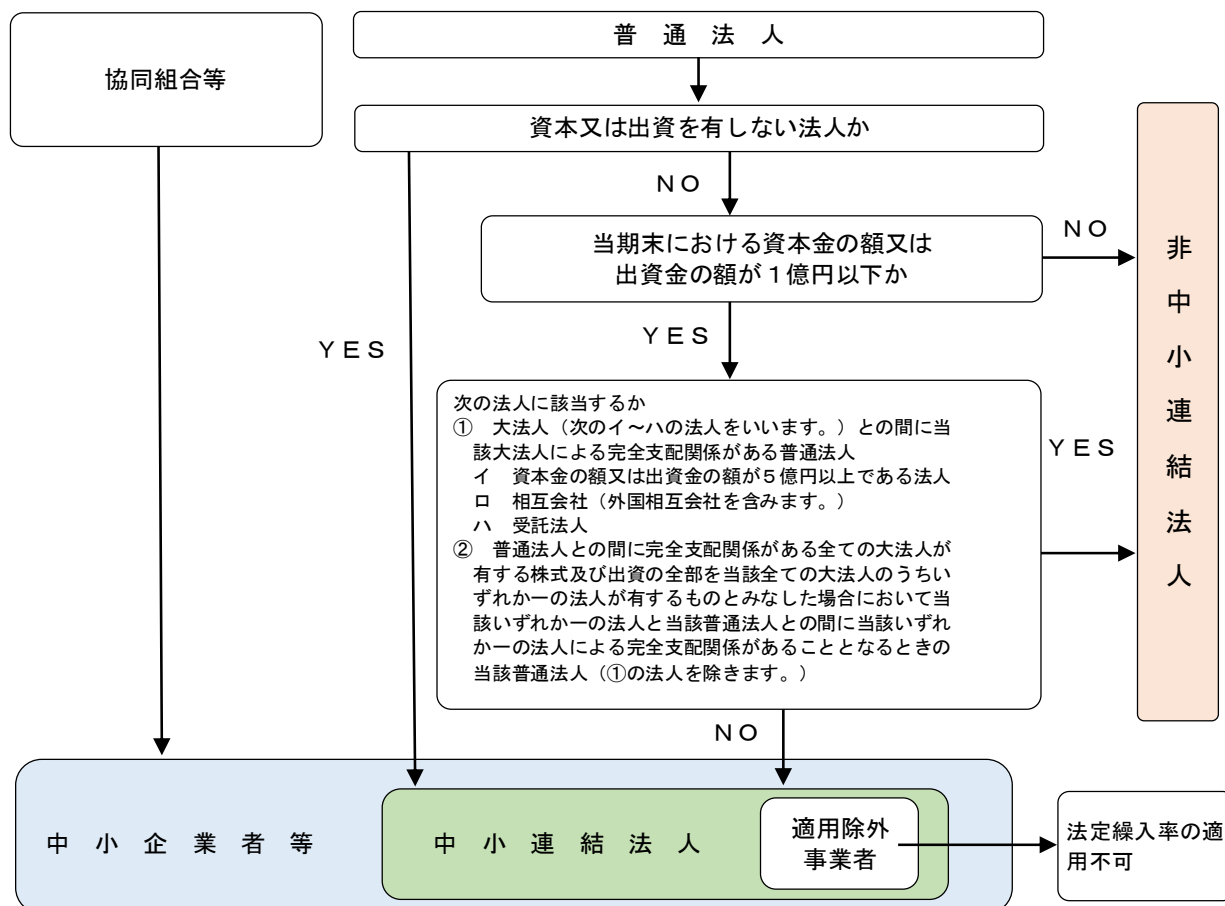 協同組合等
普通法人
資本又は出資を有しない法人か
NO
当期末における資本金の額又は
出資金の額が1億円以下か
NO
YES
YES
次の法人に該当するか
① 大法人(次のイ~ハの法人をいいます。)との間に当
該大法人による完全支配関係がある普通法人
イ 資本金の額又は出資金の額が5億円以上である法人
ロ 相互会社(外国相互会社を含みます。)
ハ 受託法人
② 普通法人との間に完全支配関係がある全ての大法人が
有する株式及び出資の全部を当該全ての大法人のうちい
ずれか一の法人が有するものとみなした場合において当
該いずれか一の法人と当該普通法人との間に当該いずれ
か一の法人による完全支配関係があることとなるときの
当該普通法人(①の法人を除きます。)
YES
非中小連結法人
NO
中小企業者等
中小連結法人
適用除外
事業者
法定繰入率の適
用不可